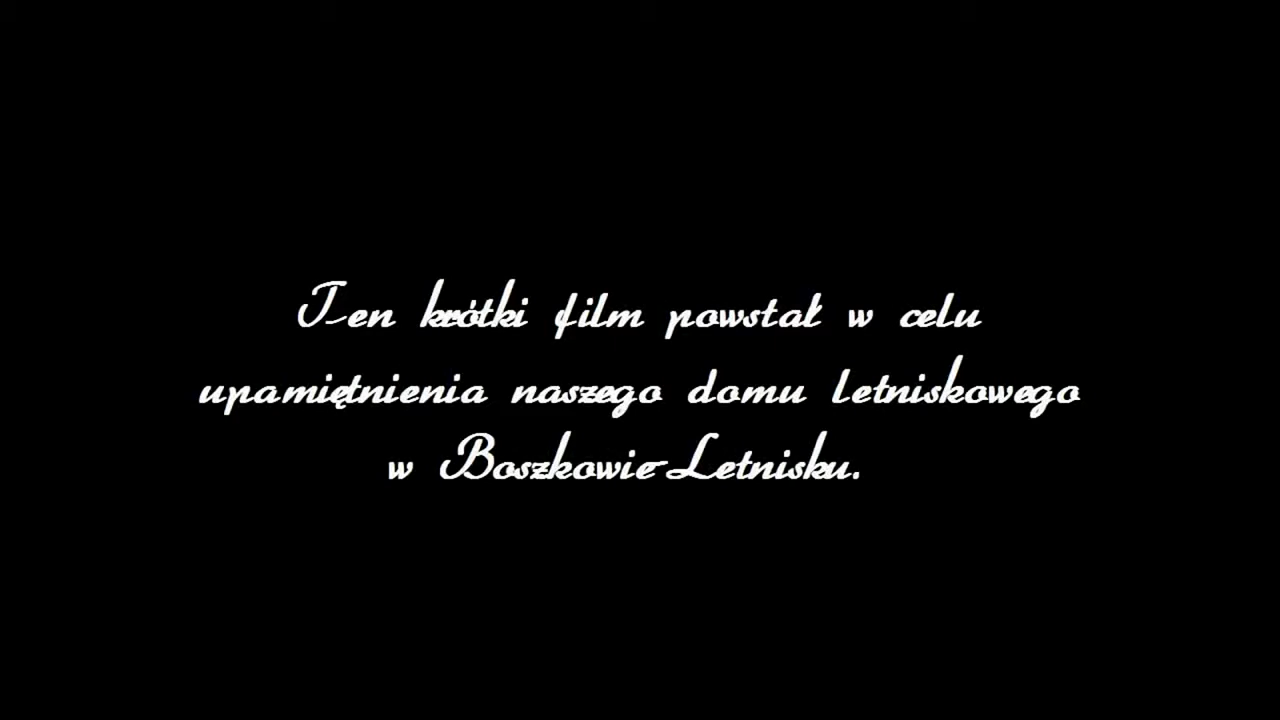 Ten krótki film powstał w celu
upamiętnienia naszego domu letniskowego
w Boszkowie-Letnisku.